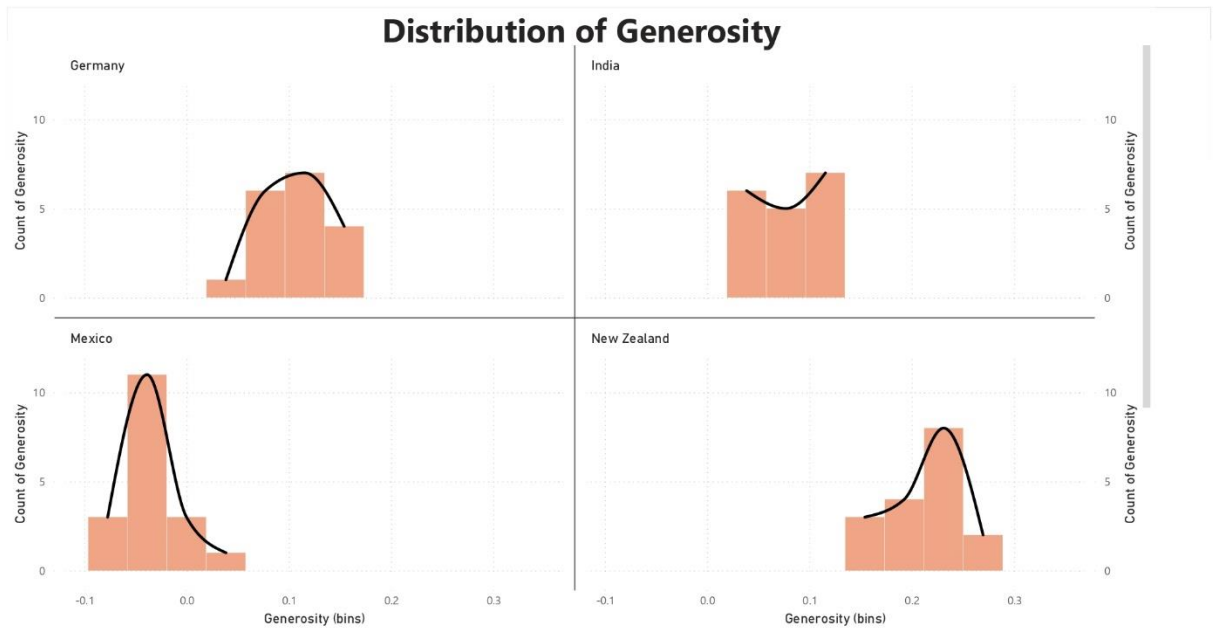 Distribution of Generosity
Germany
India
Count of Generosity
10
5
0
10
5
0
Count of Generosity
Mexico
New Zealand
Count of Generosity
10
5
0
10
5
0
Count of Generosity
-0.1 0.0 0.1 0.2 0.3
-0.1 0.0 0.1 0.2 0.3
Generosity (bins)
Generosity (bins)